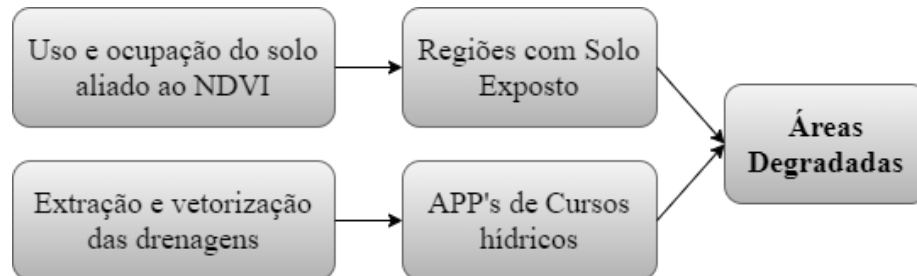 Uso e ocupação do solo
aliado ao NDVI
Regiões com Solo
Exposto
Áreas
Degradadas
Extração e vetorização
das drenagens
APP's de Cursos
hídricos